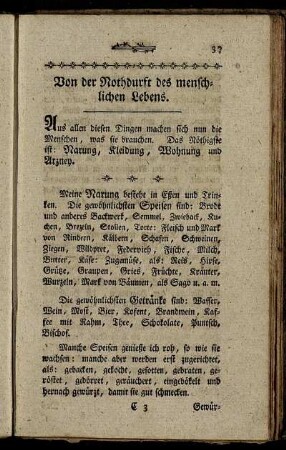 37
Von der Nothdurft des mensch-
lichen Lebens.
Aus allen diesen Dingen machen sich nun die
Menschen, was sie brauchen. Das Nöthigste
ist: Narung, Kleidung, Wohnung und
Arzney.
Meine Narung besteht in Eßen und Trin-
ken. Die gewöhnlichsten Speisen sind: Brodt
und anders Backwerk, Semmel, Zwieback, Ku-
chen, Brezeln, Stollen, Torte: Fleisch und Mark
von Rindern, Kälbern, Schafen, Schweinen,
Ziegen, Wildpret, Federvieh, Fische, Milch,
Butter, Käse: Zugemüse, als: Reis, Hirse,
Grütze, Graupen, Gries, Früchte, Kräuter,
Wurzeln, Mark von Bäumen, als Sago u. a. m.
Die gewöhnlichsten Getränke sind: Wasser,
Wein, Most, Bier, Kofent, Brandwein, Kaf-
fee mit Rahm, Thee, Schokolate, Puntsch,
Bischof.
Manche Speisen genieße ich roh, so wie sie
wachsen: manche aber werden erst zugerichtet,
als: gebacken, gekocht, gesotten, gebraten, ge-
röstet, gedörret, geräuchert, eingebökelt und
hernach gewürzt, damit sie gut schmecken.
C 3 Gewür-